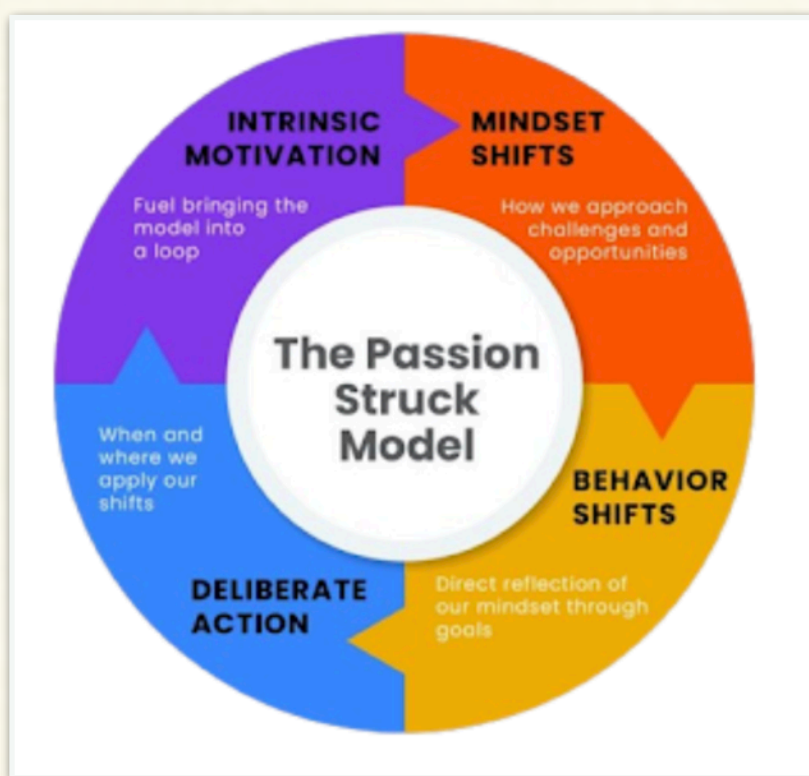 INTRINSIC
MOTIVATION
Fuel bringing the
model into
a loop
MINDSET
SHIFTS
How we approach
challenges and
opportunities
The Passion
Struck
Model
BEHAVIOR
SHIFTS
Direct reflection of
our mindset through
goals
DELIBERATE
ACTION
When and
where we
apply our
shifts